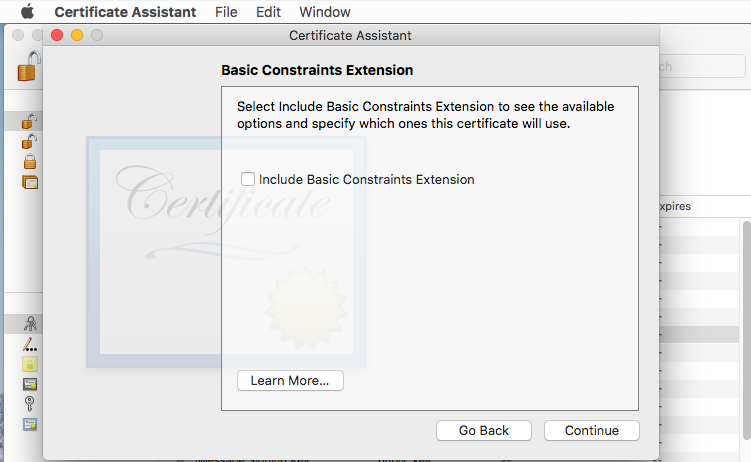 Certificate Assistant File Edit Window
Certificate Assistant
Basic Constraints Extension
ch
Select Include Basic Constraints Extension to see the available
options and specify which ones this certificate will use.
Include Basic Constraints Extension
Certificate
xpires
Learn More...
Go Back Continue